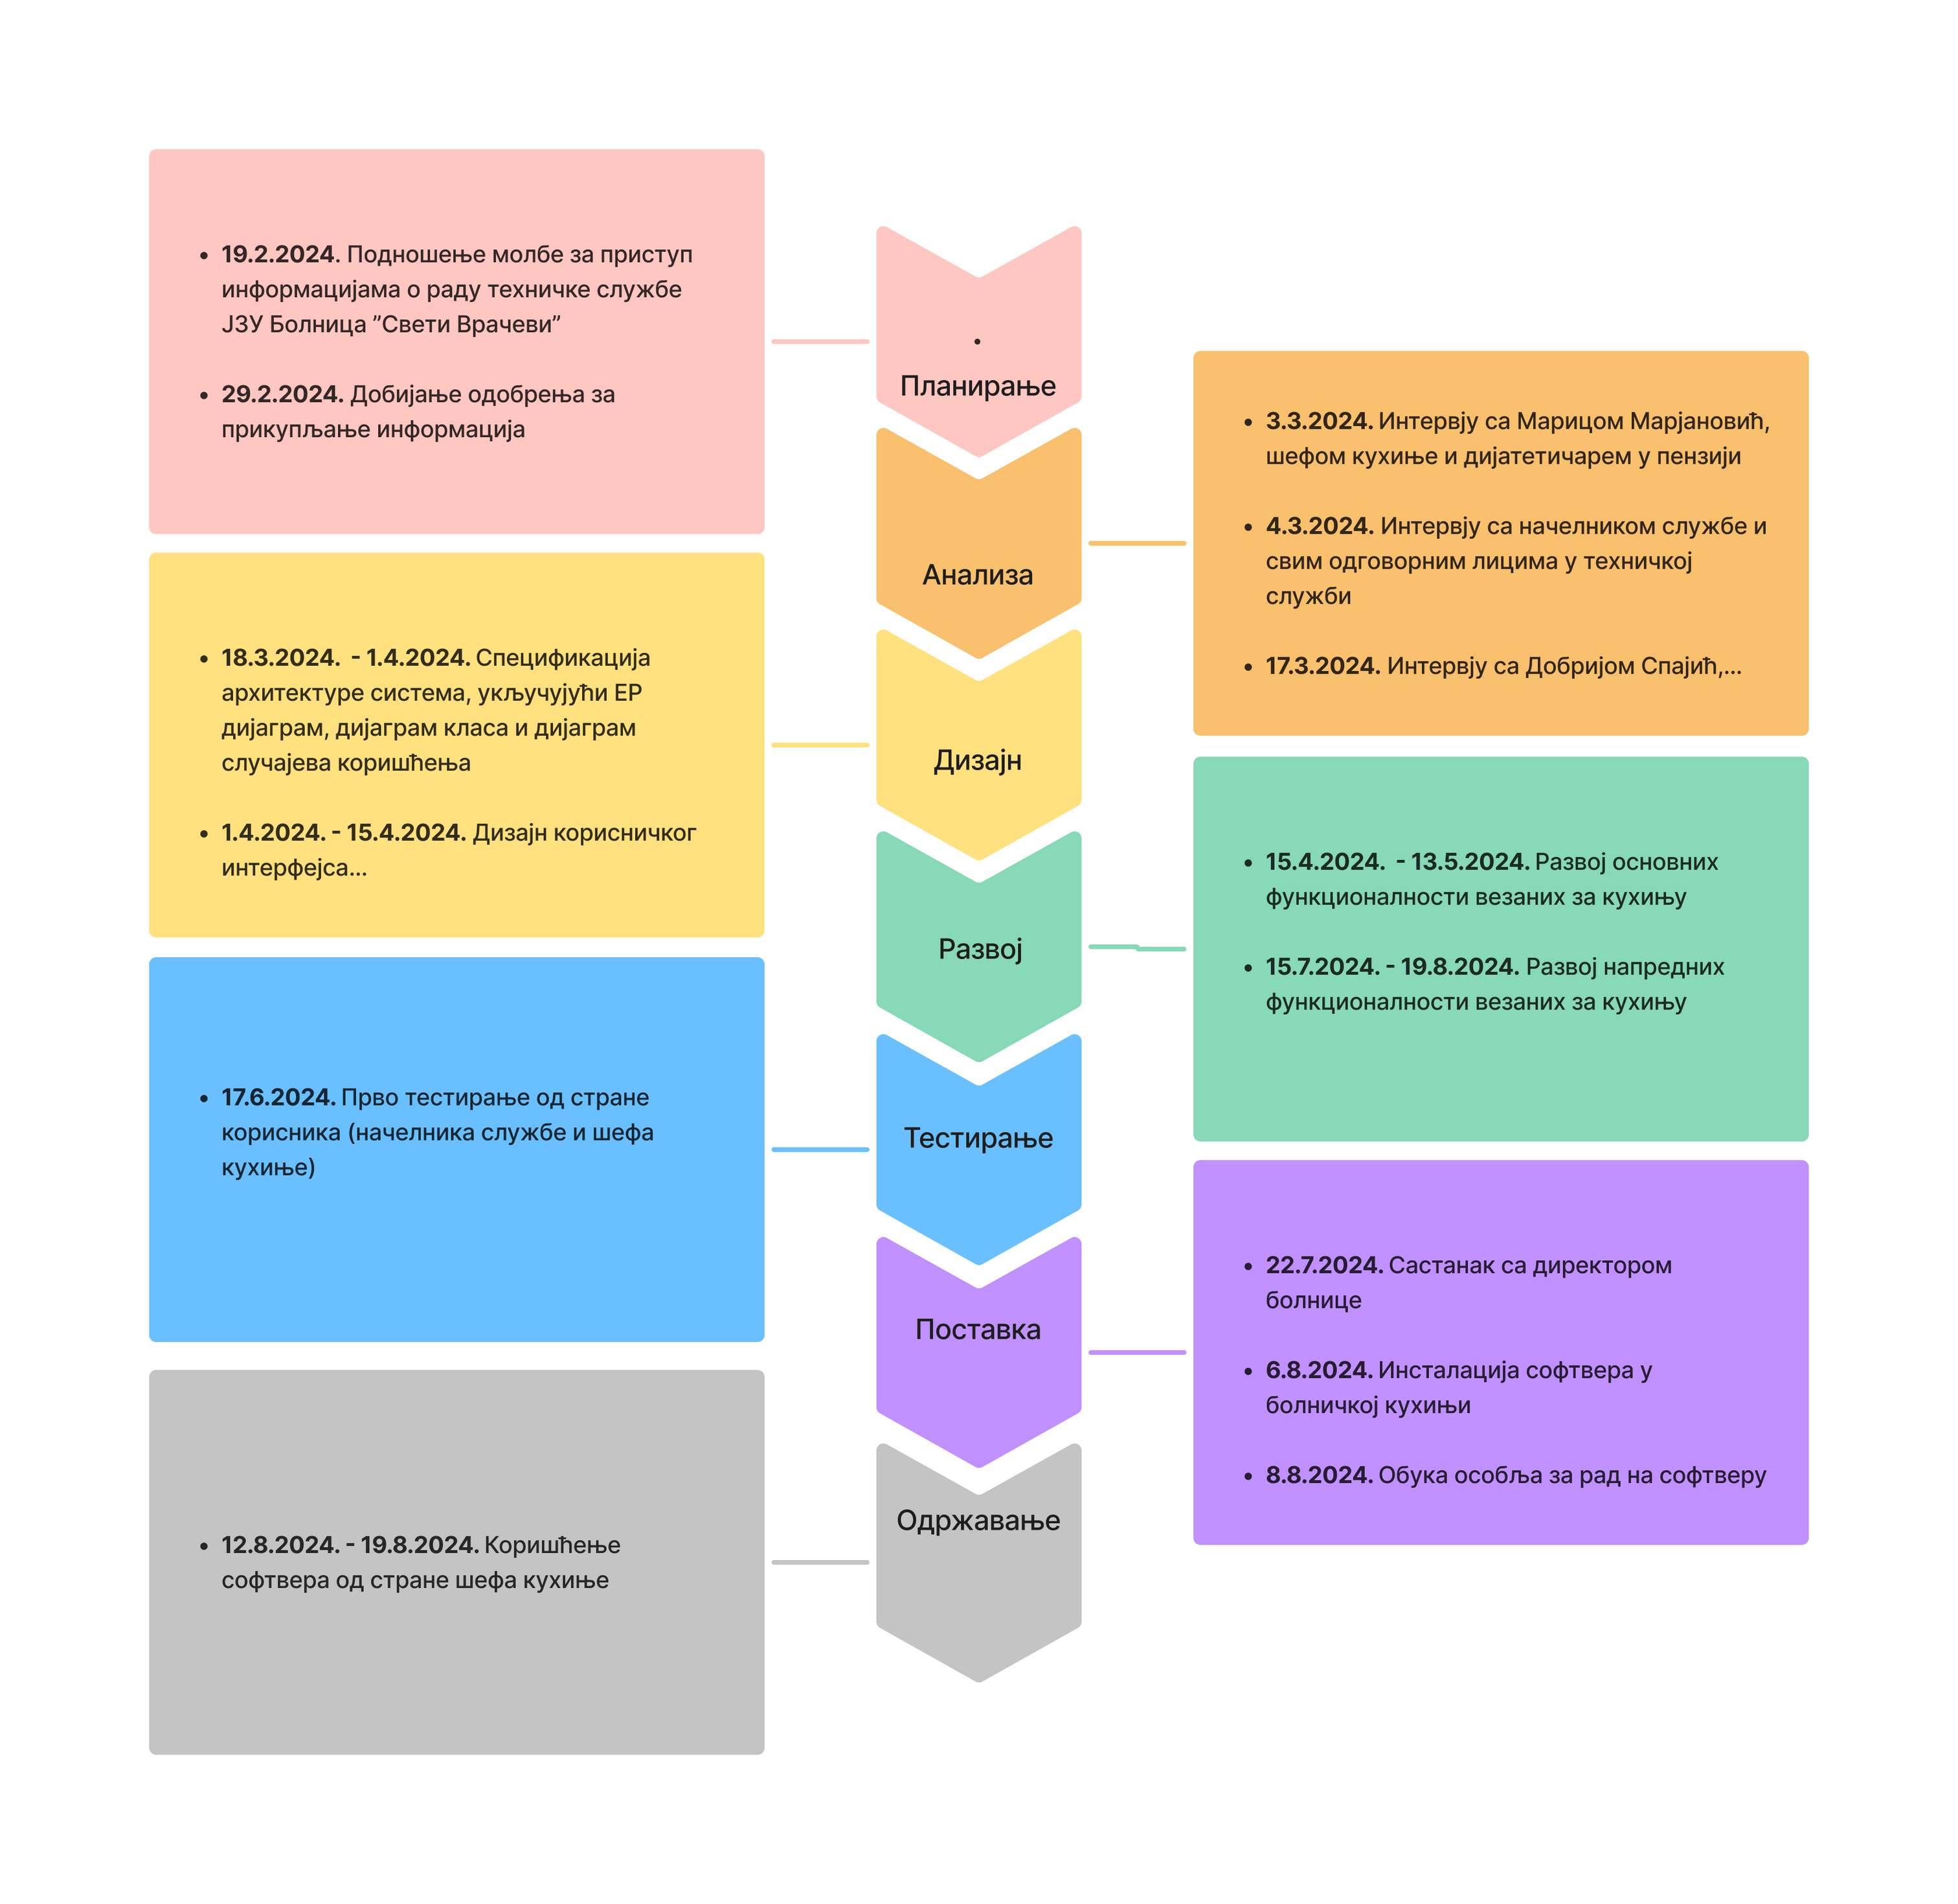 • 19.2.2024. Подношење молбе за приступ
информацијама о раду техничке службе
ЈЗУ Болница ”Свети Врачеви”
• 29.2.2024. Добијање одобрења за
прикупљање информација
•
Планирање
• 3.3.2024. Интервју са Марицом Марјановић,
шефом кухиње и дијатетичарем у пензији
• 4.3.2024. Интервју са начелником службе и
свим одговорним лицима у техничкој
служби
• 17.3.2024. Интервју са Добријом Спајић,...
Анализа
• 18.3.2024.  - 1.4.2024. Спецификација
архитектуре система, укључујући ЕР
дијаграм, дијаграм класа и дијаграм
случајева коришћења
• 1.4.2024. - 15.4.2024. Дизајн корисничког
интерфејса...
Дизајн
• 15.4.2024.  - 13.5.2024. Развој основних
функционалности везаних за кухињу
• 15.7.2024. - 19.8.2024. Развој напредних
функционалности везаних за кухињу
Развој
• 17.6.2024. Прво тестирање од стране
корисника (начелника службе и шефа
кухиње)
Тестирање
• 22.7.2024. Састанак са директором
болнице
• 6.8.2024. Инсталација софтвера у
болничкој кухињи
• 8.8.2024. Обука особља за рад на софтверу
Поставка
• 12.8.2024. - 19.8.2024. Коришћење
софтвера од стране шефа кухиње
Одржавање